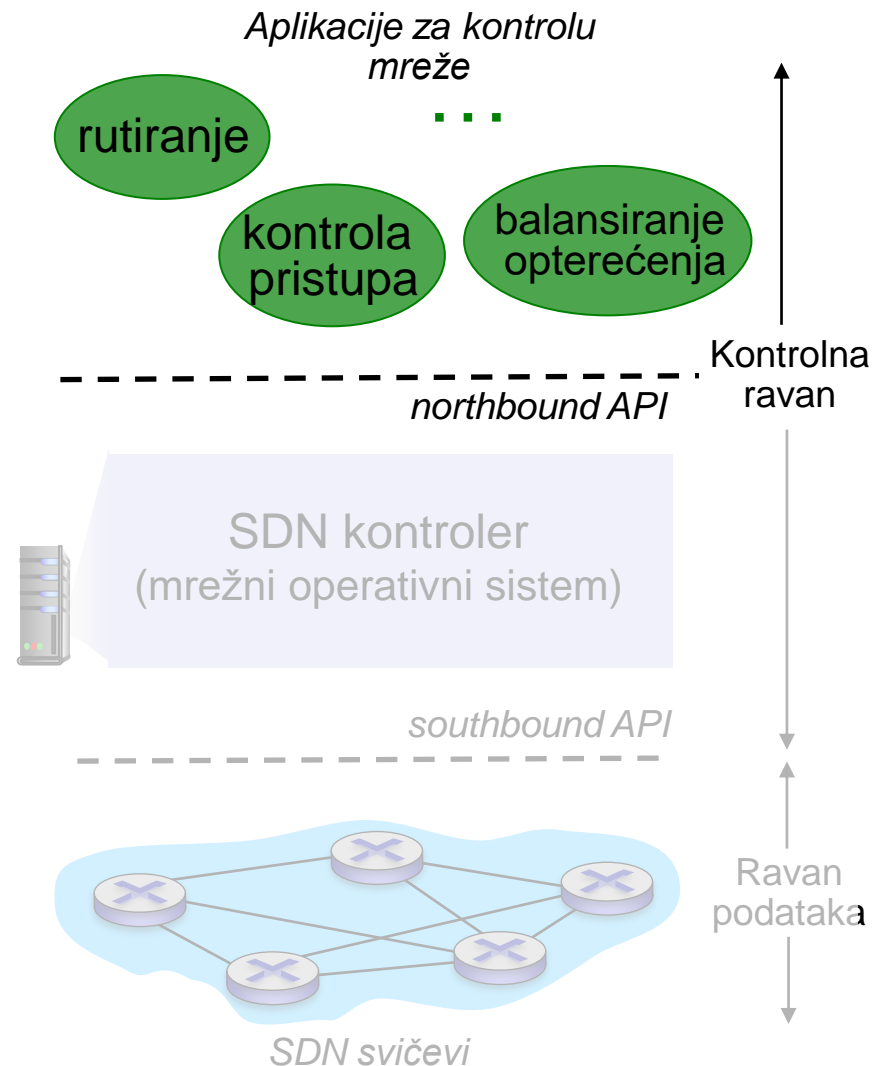 Aplikacije za kontrolu
mreže
rutiranje
...
kontrola
pristupa
balansiranje
opterećenja
Kontrolna
ravan
northbound API
SDN kontroler
(mrežni operativni sistem)
southbound API
Ravan
podataka
SDN svičevi